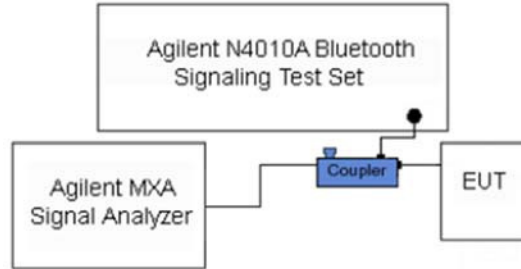 Agilent N4010A Bluetooth
Signaling Test Set
Coupler
Agilent MXA
Signal Analyzer
EUT